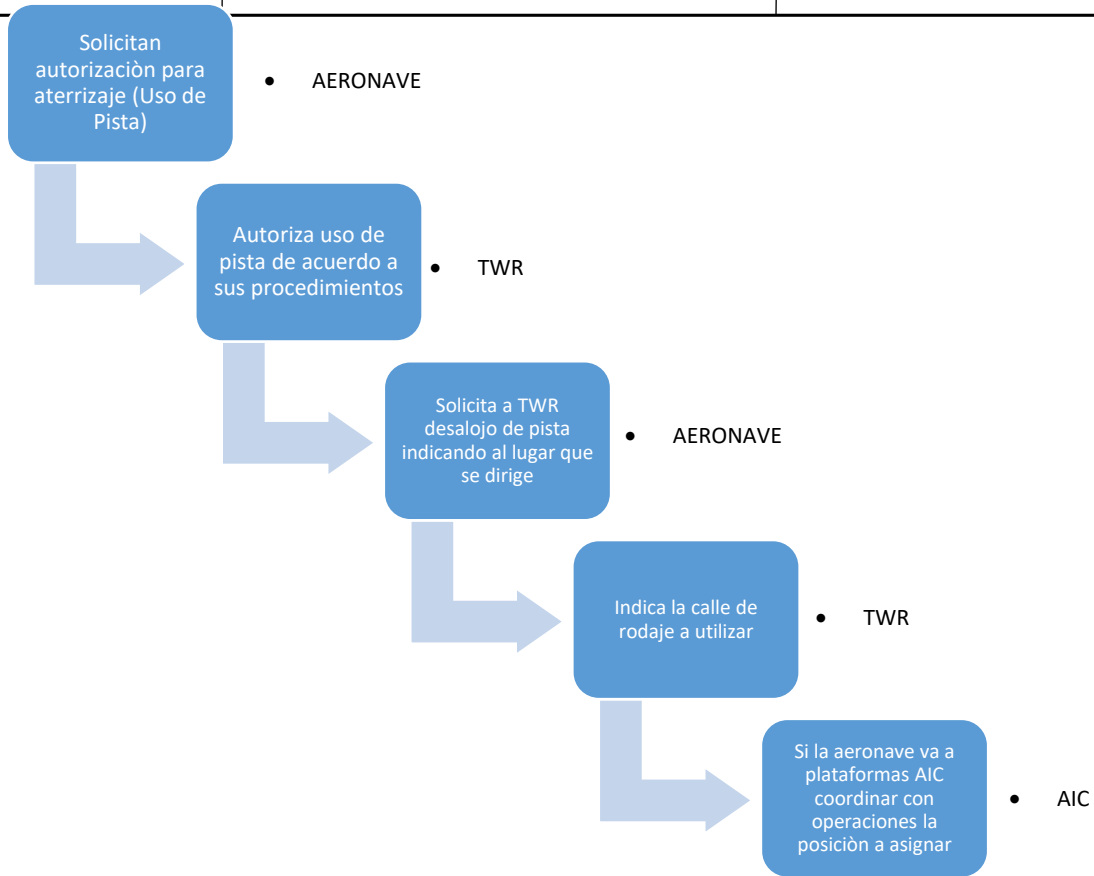 Solicitan
autorizaciòn para
aterrizaje (Uso de
Pista)
• AERONAVE
Autoriza uso de
pista de acuerdo a
sus procedimientos
• TWR
Solicita a TWR
desalojo de pista
indicando al lugar que
se dirige
• AERONAVE
Indica la calle de
rodaje a utilizar
• TWR
Si la aeronave va a
plataformas AIC
coordinar con
operaciones la
posiciòn a asignar
• AIC